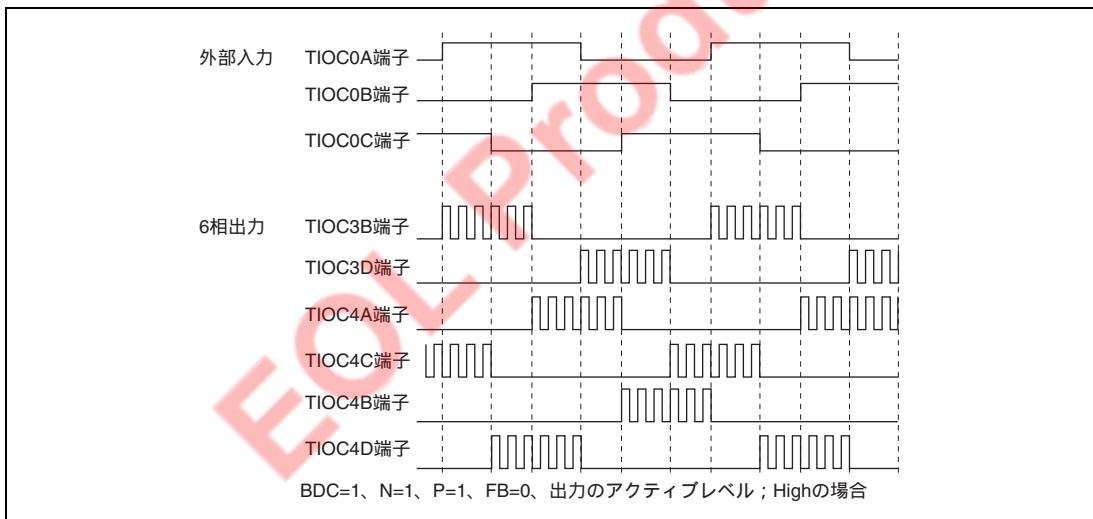 外部入力 TIOC0A端子
TIOC0B端子
TIOC0C端子
6相出力 TIOC3B端子
TIOC3D端子
TIOC4A端子
TIOC4C端子
TIOC4B端子
TIOC4D端子
BDC=1、N=1、P=1、FB=0、出力のアクティブレベル；Highの場合
EOL Produ